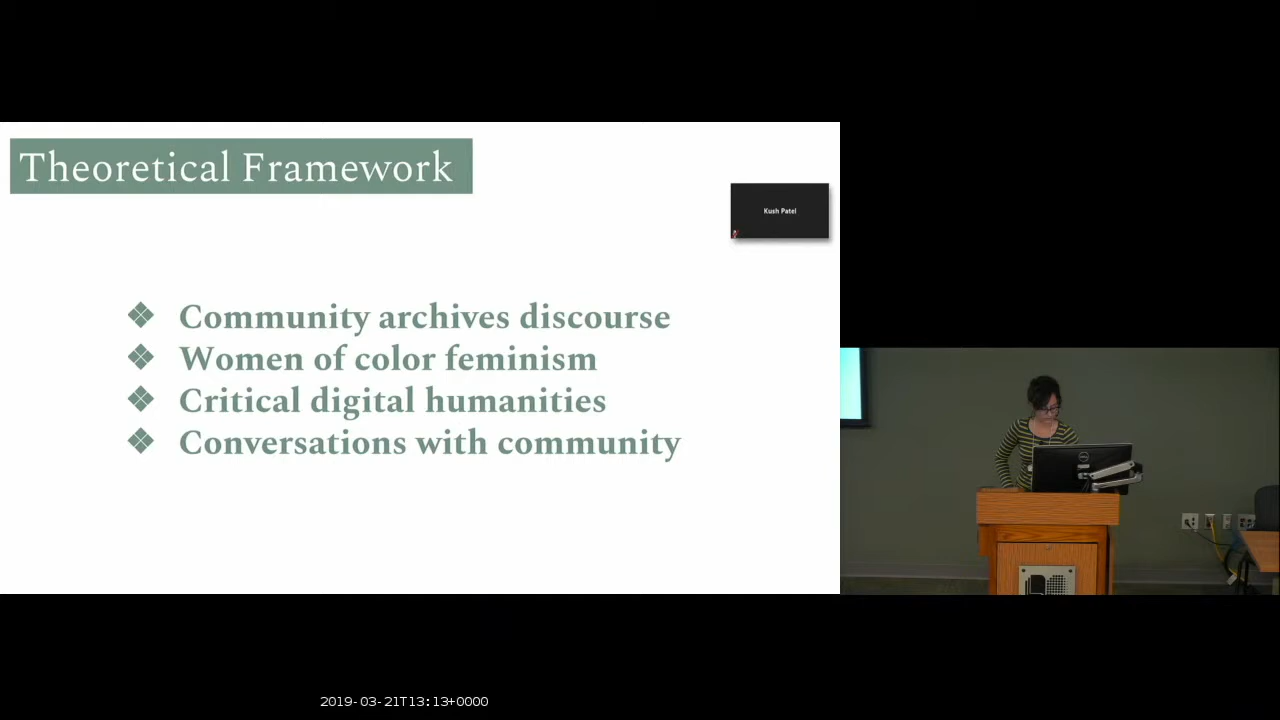 Theoretical Framework
Kush Patel
❖ Community archives discourse
❖ Women of color feminism
❖ Critical digital humanities
❖ Conversations with community
DELL
2019-03-21T13:13+0000